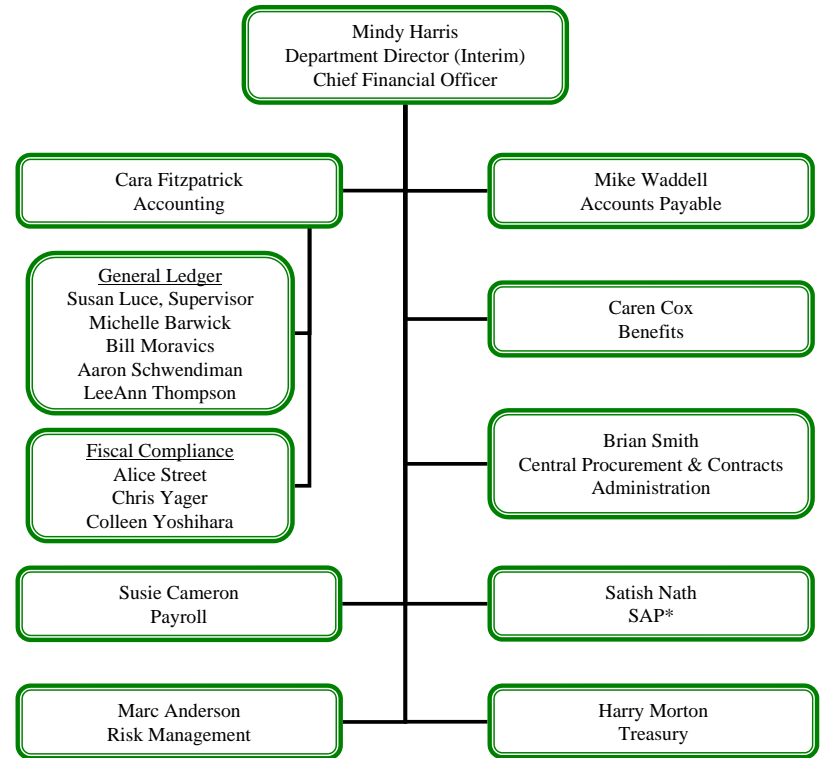 Mindy Harris
Department Director (Interim)
Chief Financial Officer
Cara Fitzpatrick
Accounting
Mike Waddell
Accounts Payable
General Ledger
Susan Luce, Supervisor
Michelle Barwick
Bill Moravics
Aaron Schwendiman
LeeAnn Thompson
Caren Cox
Benefits
Fiscal Compliance
Alice Street
Chris Yager
Colleen Yoshihara
Brian Smith
Central Procurement & Contracts
Administration
Susie Cameron
Payroll
Satish Nath
SAP*
Marc Anderson
Risk Management
Harry Morton
Treasury